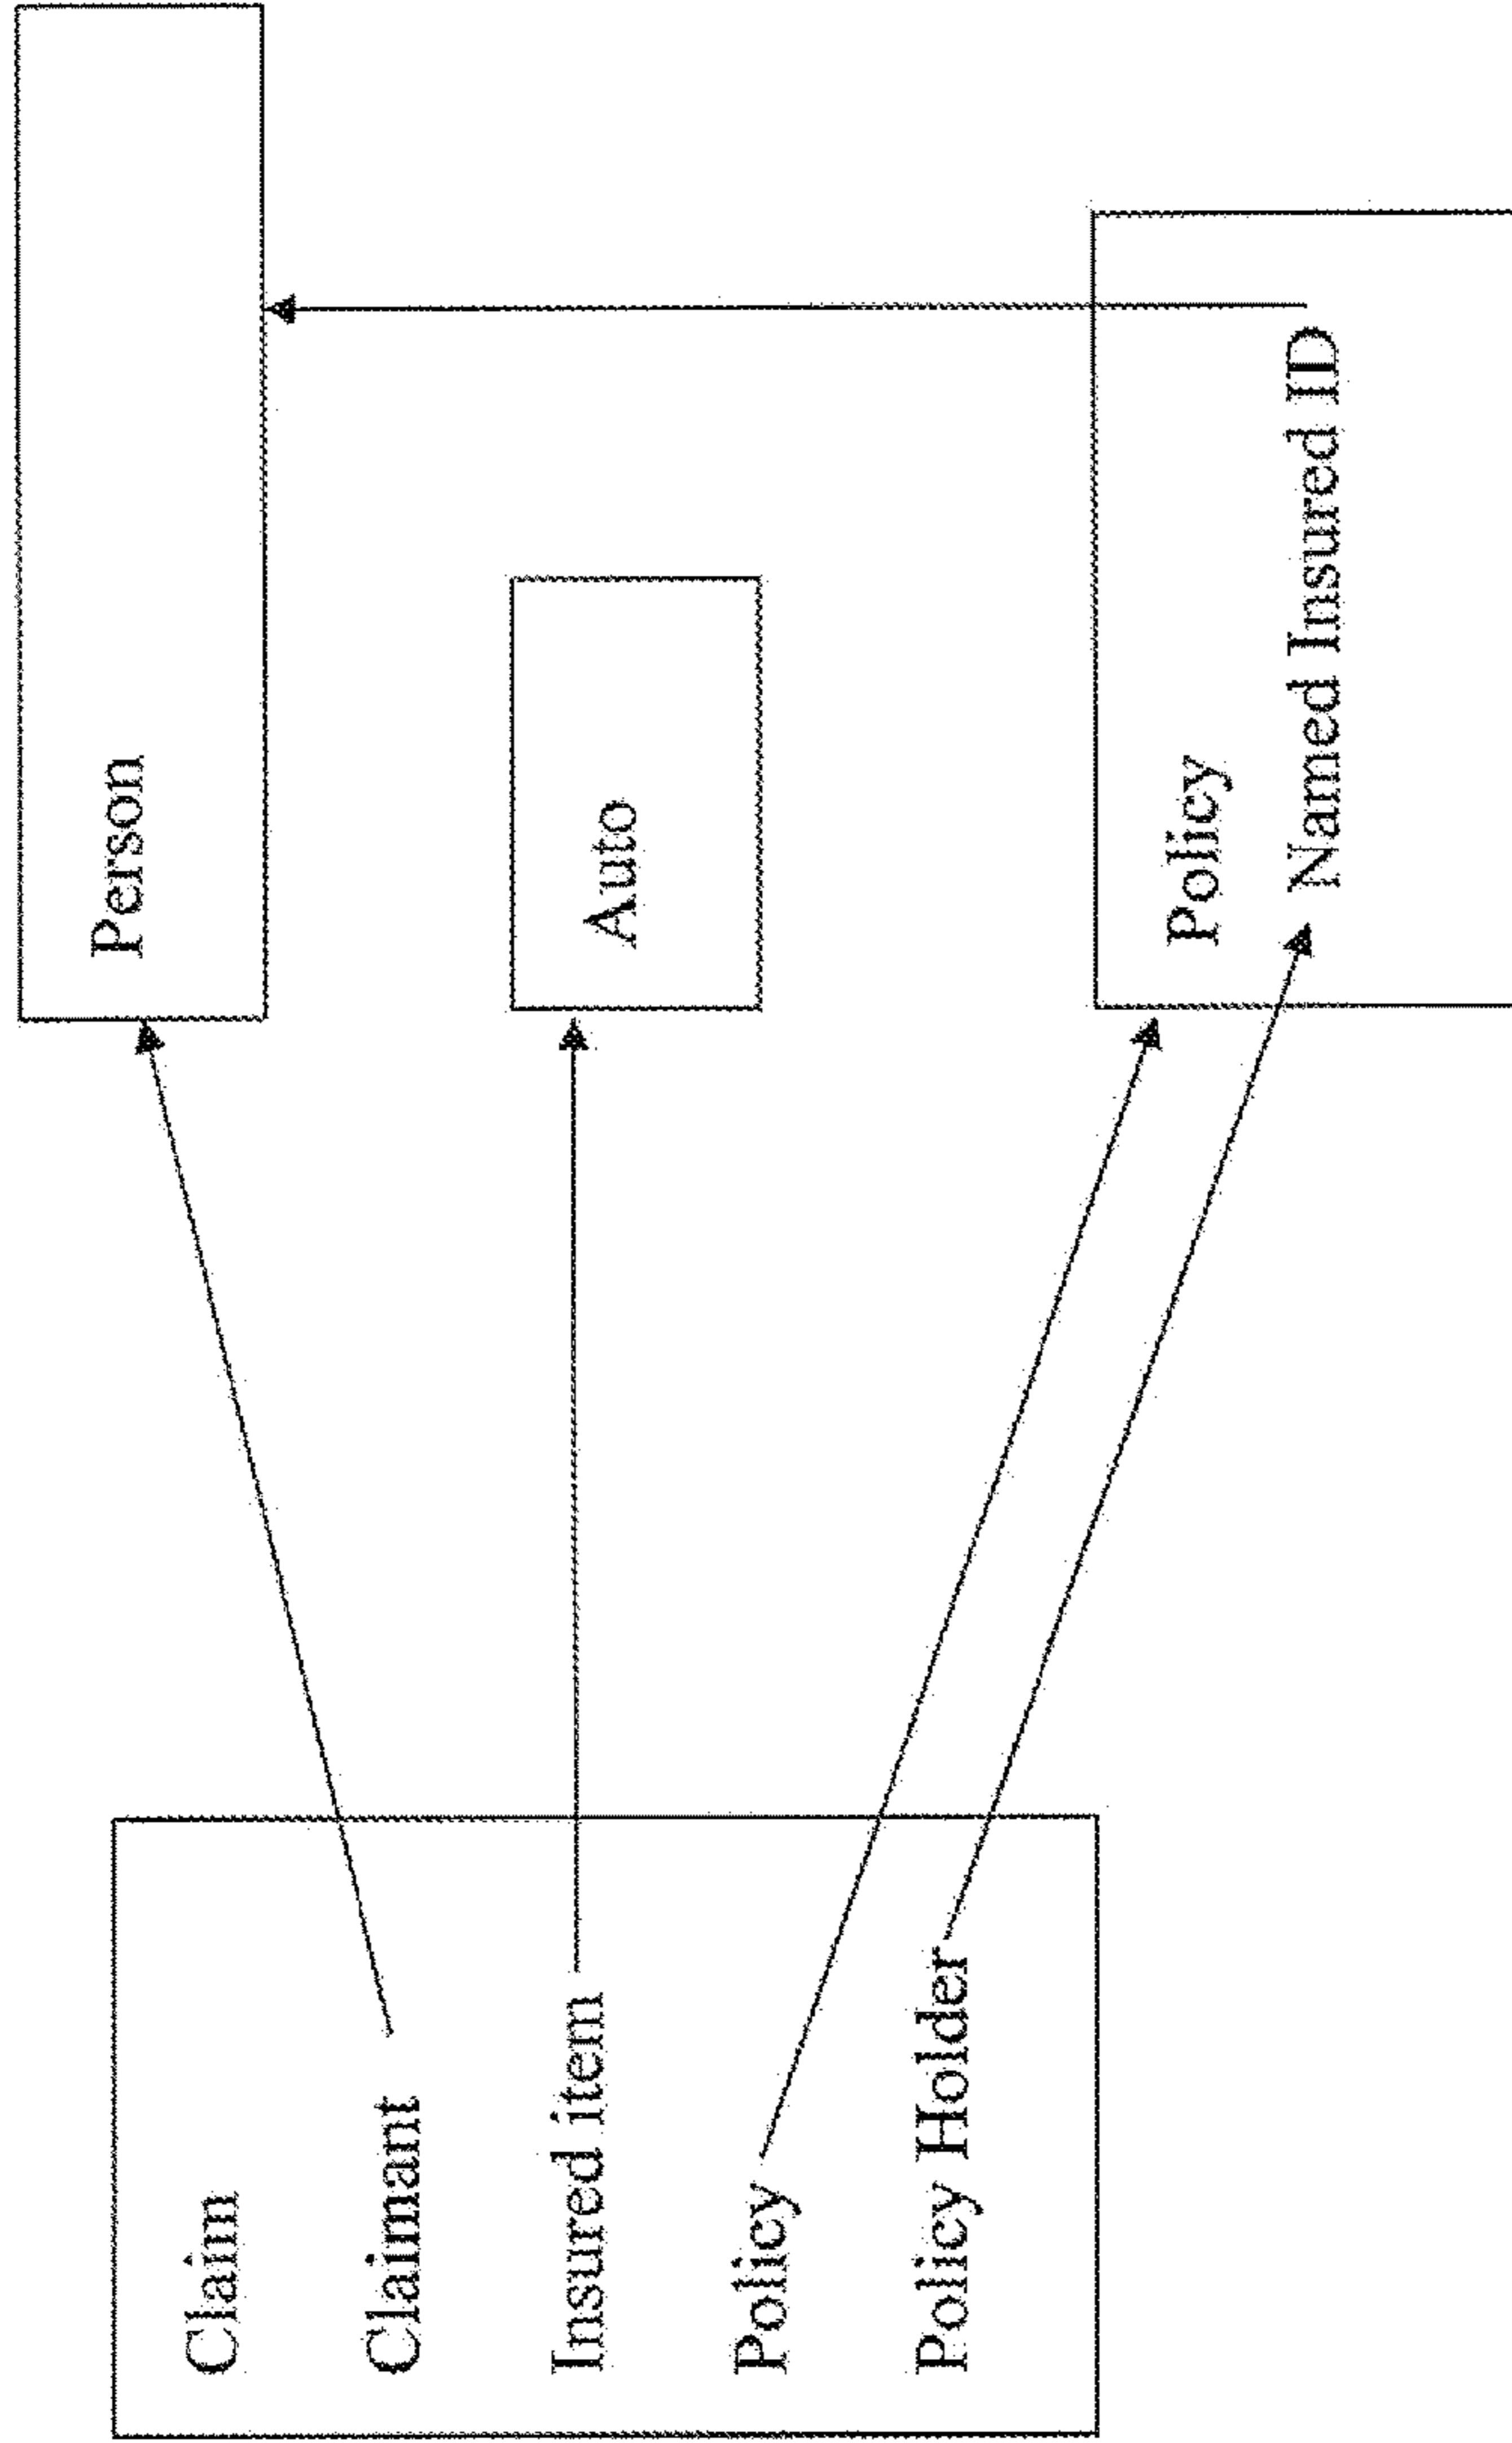 Claim
Claimant
Insured item
Policy
Policy Holder
Person
Auto
Policy
Named Insured ID